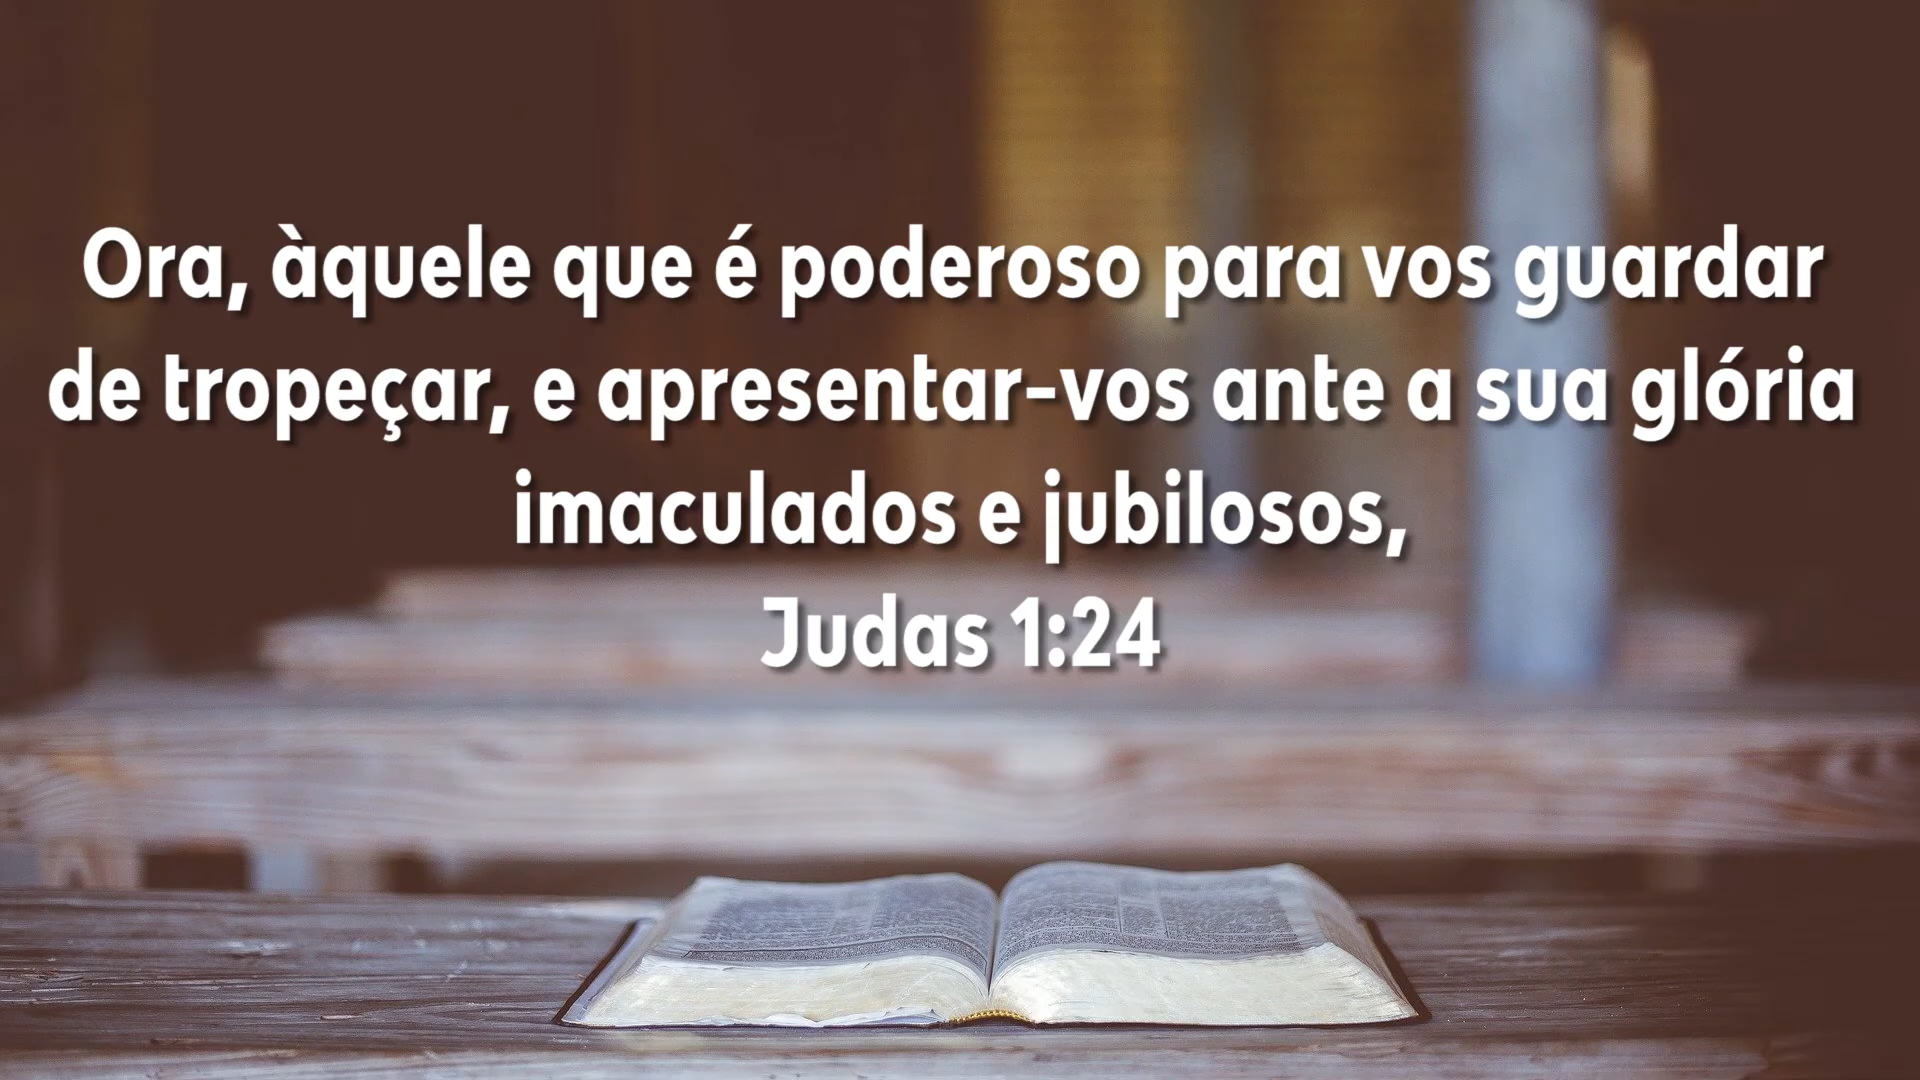 Ora, àquele que é poderoso para vos guardar
de tropeçar, e apresentar-vos ante a sua glória
imaculados e jubilosos,
Judas 1:24